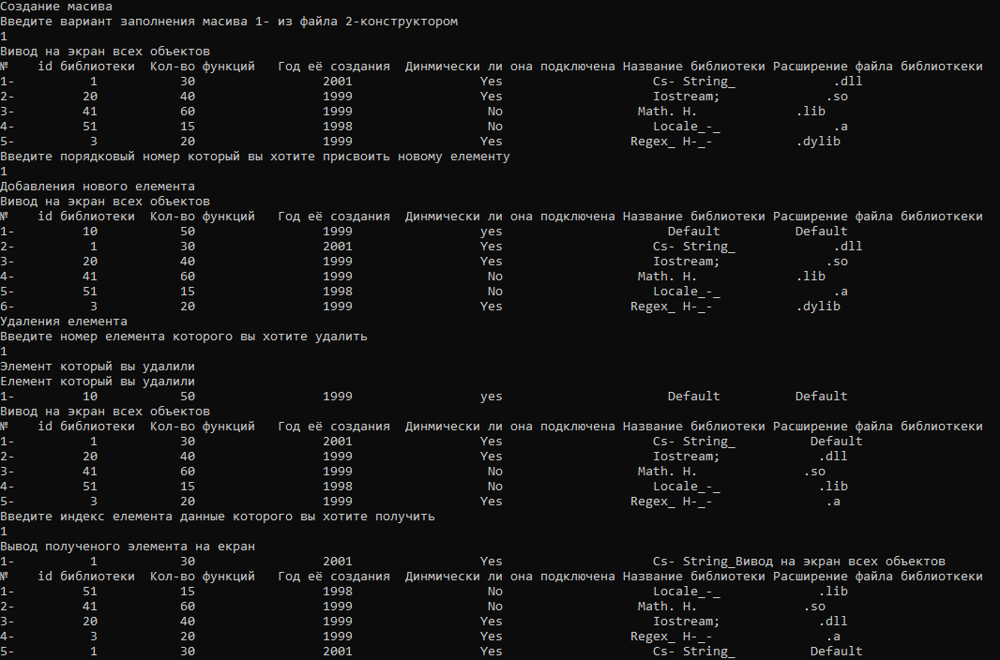 Создание масива
Введите вариант заполнения масива 1- из файла 2-конструктором
1
Вивод на экран всех объектов
№ id библиотеки Кол-во функций Год её создания Динмически ли она подключена Название библиотеки Расширение файла библиоткеки
1- 1 30 2001 Yes Cs- String_ .dll
2- 20 40 1999 Yes Iostream; .so
3- 41 60 1999 No Math. H. .lib
4- 51 15 1998 No Locale_-_ .a
5- 3 20 1999 Yes Regex_ H-_- .dylib
Введите порядковый номер который вы хотите присвоить новому елементу
1
Добавления нового елемента
Вивод на экран всех объектов
№ id библиотеки Кол-во функций Год её создания Динмически ли она подключена Название библиотеки Расширение файла библиоткеки
1- 10 50 1999 yes Default Default
2- 1 30 2001 Yes Cs- String_ .dll
3- 20 40 1999 Yes Iostream; .so
4- 41 60 1999 No Math. H. .lib
5- 51 15 1998 No Locale_-_ .a
6- 3 20 1999 Yes Regex_ H-_- .dylib
Удаления елемента
Введите номер елемента которого вы хотите удалить
1
Элемент который вы удалили
Елемент который вы удалили
1- 10 50 1999 yes Default Default
Вивод на экран всех объектов
№ id библиотеки Кол-во функций Год её создания Динмически ли она подключена Название библиотеки Расширение файла библиоткеки
1- 1 30 2001 Yes Cs- String_ Default
2- 20 40 1999 Yes Iostream; .dll
3- 41 60 1999 No Math. H. .so
4- 51 15 1998 No Locale_-_ .lib
5- 3 20 1999 Yes Regex_ H-_- .a
Введите индекс елемента данные которого вы хотите получить
1
Вывод полученого элемента на екран
1- 1 30 2001 Yes Cs- String_Вивод на экран всех объектов
№ id библиотеки Кол-во функций Год её создания Динмически ли она подключена Название библиотеки Расширение файла библиоткеки
1- 51 15 1998 No Locale_-_ .lib
2- 41 60 1999 No Math. H. .so
3- 20 40 1999 Yes Iostream; .dll
4- 3 20 1999 Yes Regex_ H-_- .a
5- 1 30 2001 Yes Cs- String_ Default